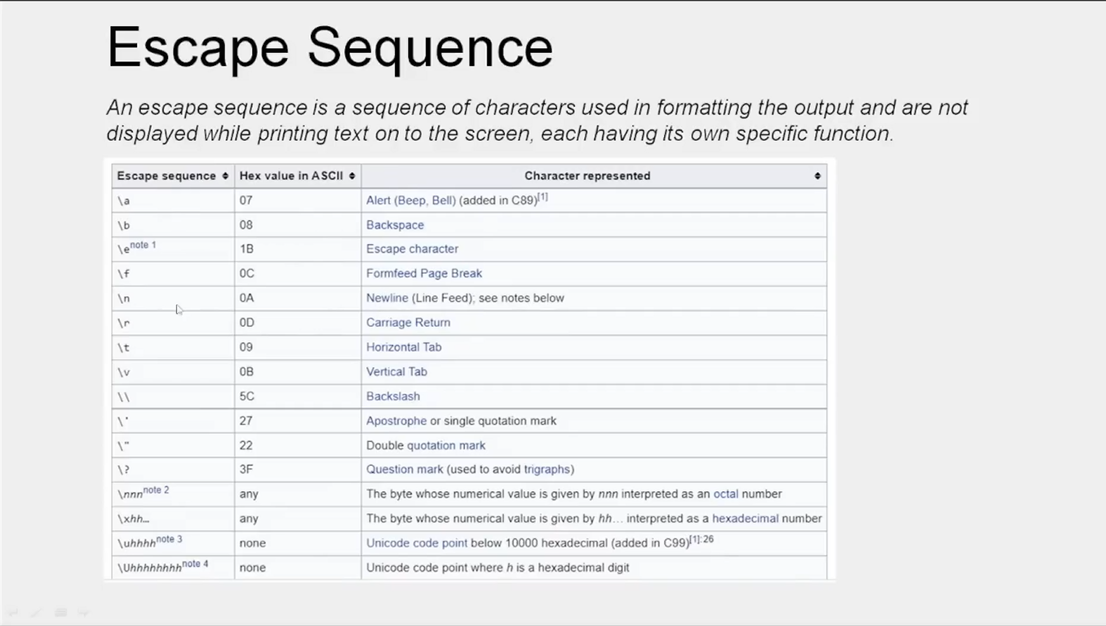 Escape Sequence
An escape sequence is a sequence of characters used in formatting the output and are not
displayed while printing text on to the screen, each having its own specific function.
Escape sequence Hex value in ASCII Character represented
\a 07 Alert (Beep, Bell) (added in C89)[1]
\b 08 Backspace
\e note 1 1B Escape character
\f 0C Formfeed Page Break
\n 0A Newline (Line Feed); see notes below
\r 0D Carriage Return
\t 09 Horizontal Tab
\v 0B Vertical Tab
\\ 5C Backslash
\' 27 Apostrophe or single quotation mark
\" 22 Double quotation mark
\? 3F Question mark (used to avoid trigraphs)
\nnn note 2 any The byte whose numerical value is given by nnn interpreted as an octal number
\xhh… any The byte whose numerical value is given by hh… interpreted as a hexadecimal number
\uhhhh note 3 none Unicode code point below 10000 hexadecimal (added in C99)[1]:26
\Uhhhhhhhh note 4 none Unicode code point where h is a hexadecimal digit